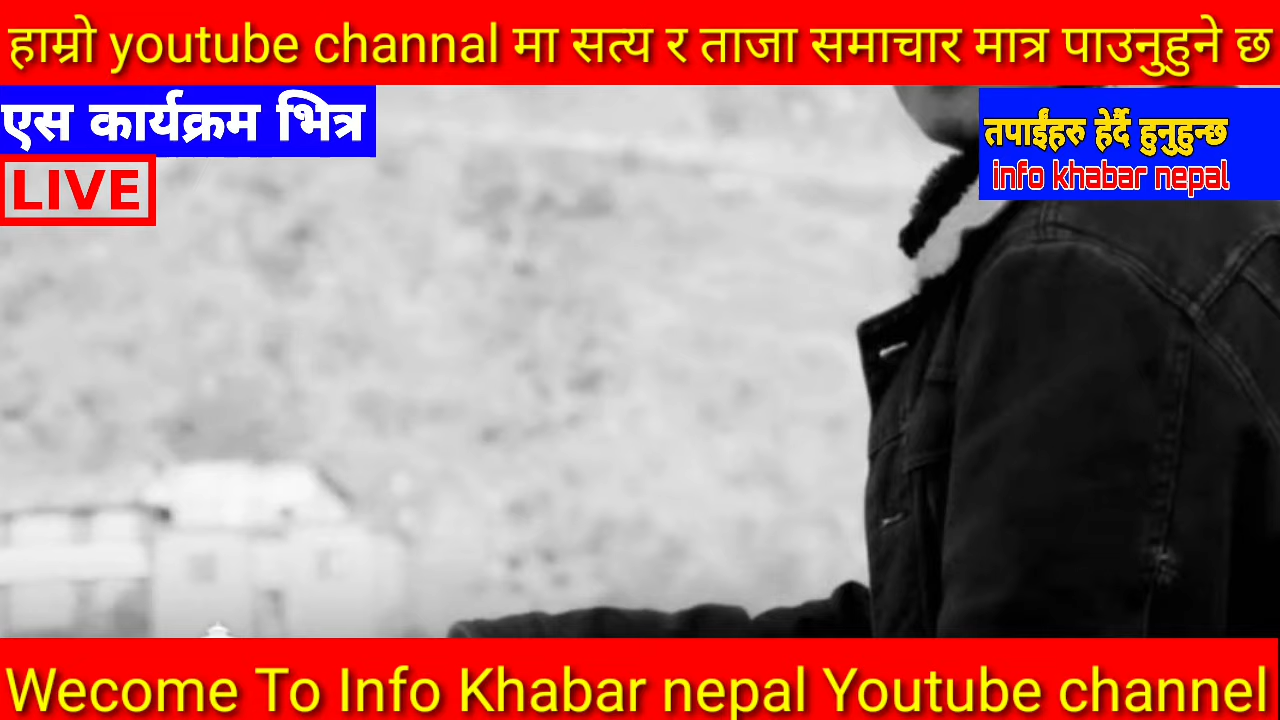 हाम्रो youtube channal मा सत्य र ताजा समाचार मात्र पाउनुहुने छ
एस कार्यक्रम भित्र
LIVE
तपाईंहरु हेर्दै हुनुहुन्छ
info khabar nepal
Wecome To Info Khabar nepal Youtube channel